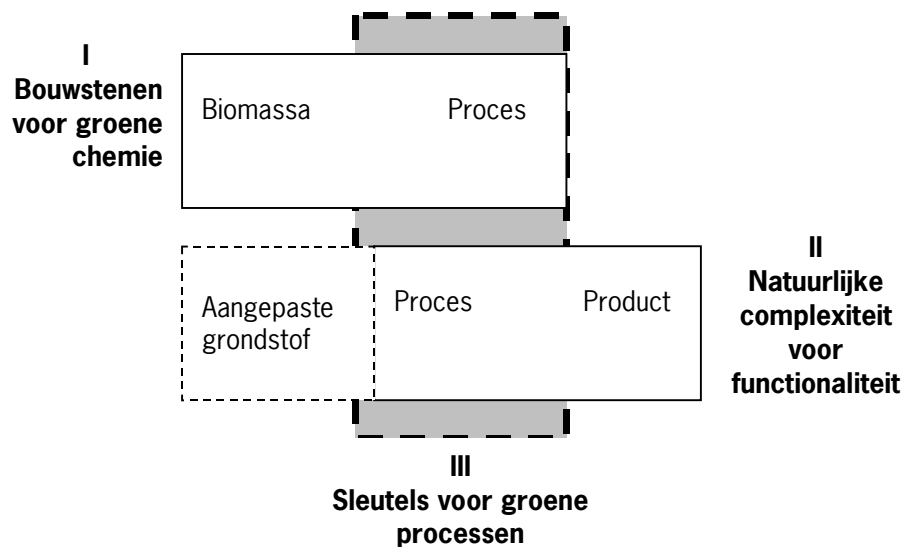 I
Bouwstenen
voor groene
chemie
Biomassa
Proces
Aangepaste
grondstof
Proces
Product
II
Natuurlijke
complexiteit
voor
functionaliteit
III
Sleutels voor groene
processen